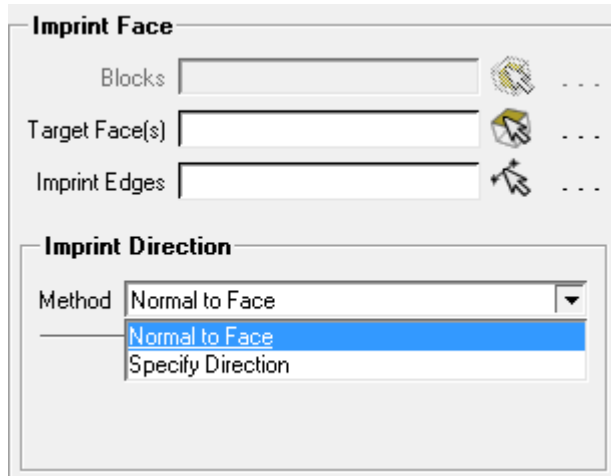 Imprint Face
Blocks ...
Target Face(s) ...
Imprint Edges ...
Imprint Direction
Method Normal to Face
Normal to Face
Specify Direction